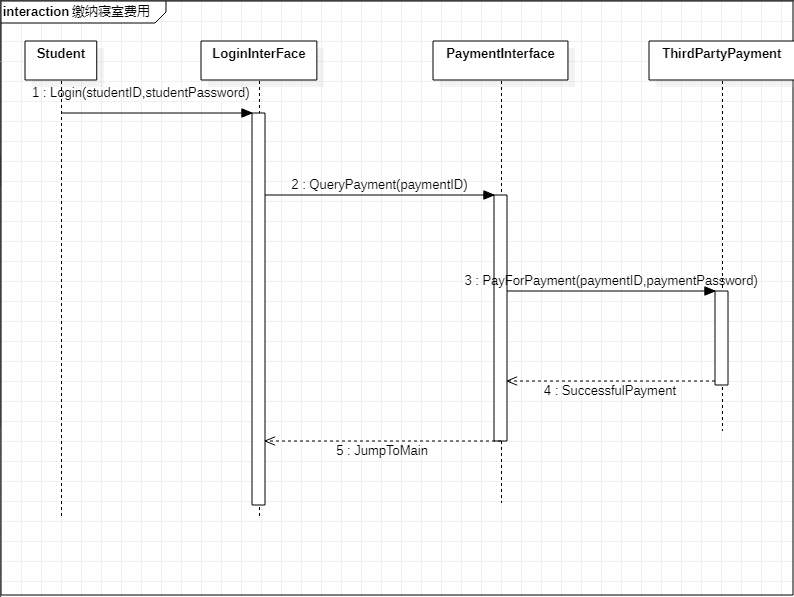 interaction 缴纳寝室费用
Student
LoginInterFace
PaymentInterface
ThirdPartyPayment
1 : Login(studentID,studentPassword)
2 : QueryPayment(paymentID)
3 : PayForPayment(paymentID,paymentPassword)
4 : SuccessfulPayment
5 : JumpToMain